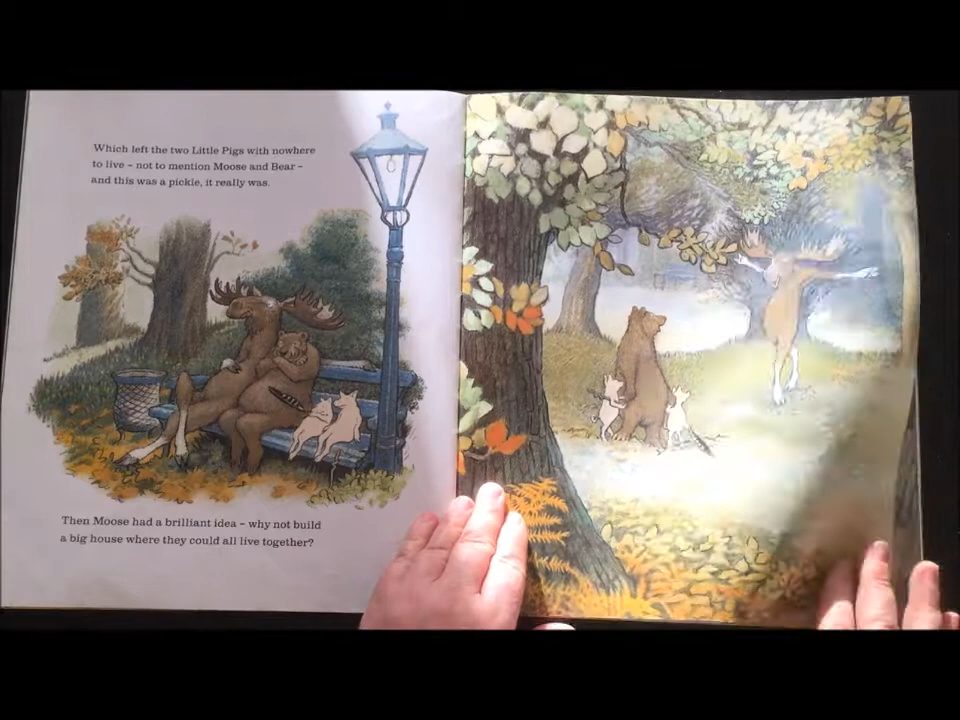 Which left the two Little Pigs with nowhere
to live – not to mention Moose and Bear –
and this was a pickle, it really was.
Then Moose had a brilliant idea – why not build
a big house where they could all live together?